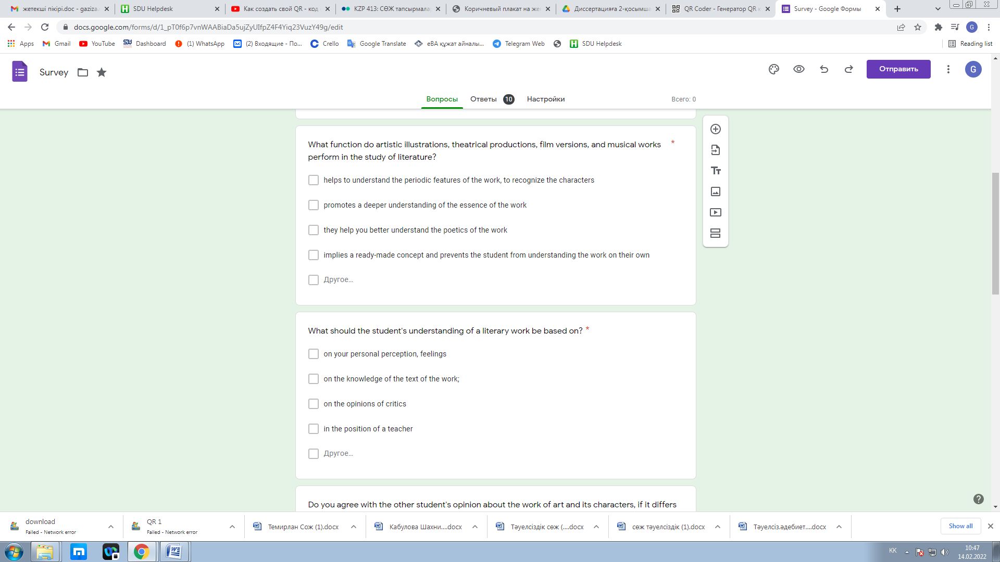 жетекші пікірі.doc - gaziza.
SDU Helpdesk
Как создать свой QR - код
KZP 413: СӨЖ тапсырмалар
Коричневый плакат на же
Диссертацияға 2-қосымша
QR Coder - Генератор QR к
Survey - Google Формы
docs.google.com/forms/d/1_pT0f6p7vnWAABiaDa5ujZyUIfpZ4F4Yiq23VuzY49g/edit
G
Apps
Gmail
YouTube
SDU
Dashboard
(1) WhatsApp
(2) Входящие - По...
Crello
Google Translate
еВА құжат айналы...
Telegram Web
SDU Helpdesk
Reading list
Survey
Отправить
G
Вопросы
Ответы 10
Настройки
Всего: 0
What function do artistic illustrations, theatrical productions, film versions, and musical works *
perform in the study of literature?
helps to understand the periodic features of the work, to recognize the characters
promotes a deeper understanding of the essence of the work
they help you better understand the poetics of the work
implies a ready-made concept and prevents the student from understanding the work on their own
Другое...
What should the student's understanding of a literary work be based on? *
on your personal perception, feelings
on the knowledge of the text of the work;
on the opinions of critics
in the position of a teacher
Другое...
Do you agree with the other student's opinion about the work of art and its characters, if it differs
download
Failed - Network error
QR 1
Failed - Network error
Темирлан Сож (1).docx
Кабулова Шахни....docx
Тәуелсіздік сөж (....docx
сөж тәуелсіздік (1).docx
Тәуелсіз.әдебиет....docx
Show all
KK
10:47
14.02.2022